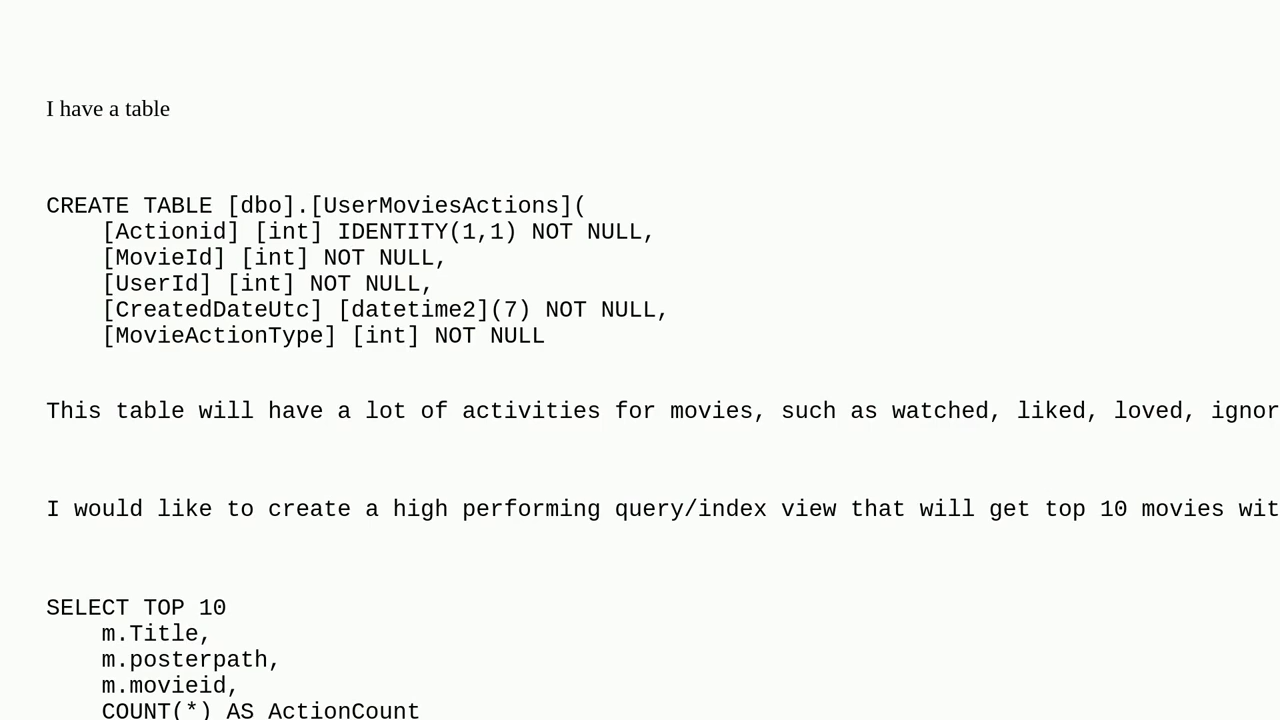 I have a table
CREATE TABLE [dbo].[UserMoviesActions](
    [Actionid] [int] IDENTITY(1,1) NOT NULL,
    [MovieId] [int] NOT NULL,
    [UserId] [int] NOT NULL,
    [CreatedDateUtc] [datetime2](7) NOT NULL,
    [MovieActionType] [int] NOT NULL
This table will have a lot of activities for movies, such as watched, liked, loved, ignor
I would like to create a high performing query/index view that will get top 10 movies wit
SELECT TOP 10
    m.Title,
    m.posterpath,
    m.movieid,
    COUNT(*) AS ActionCount